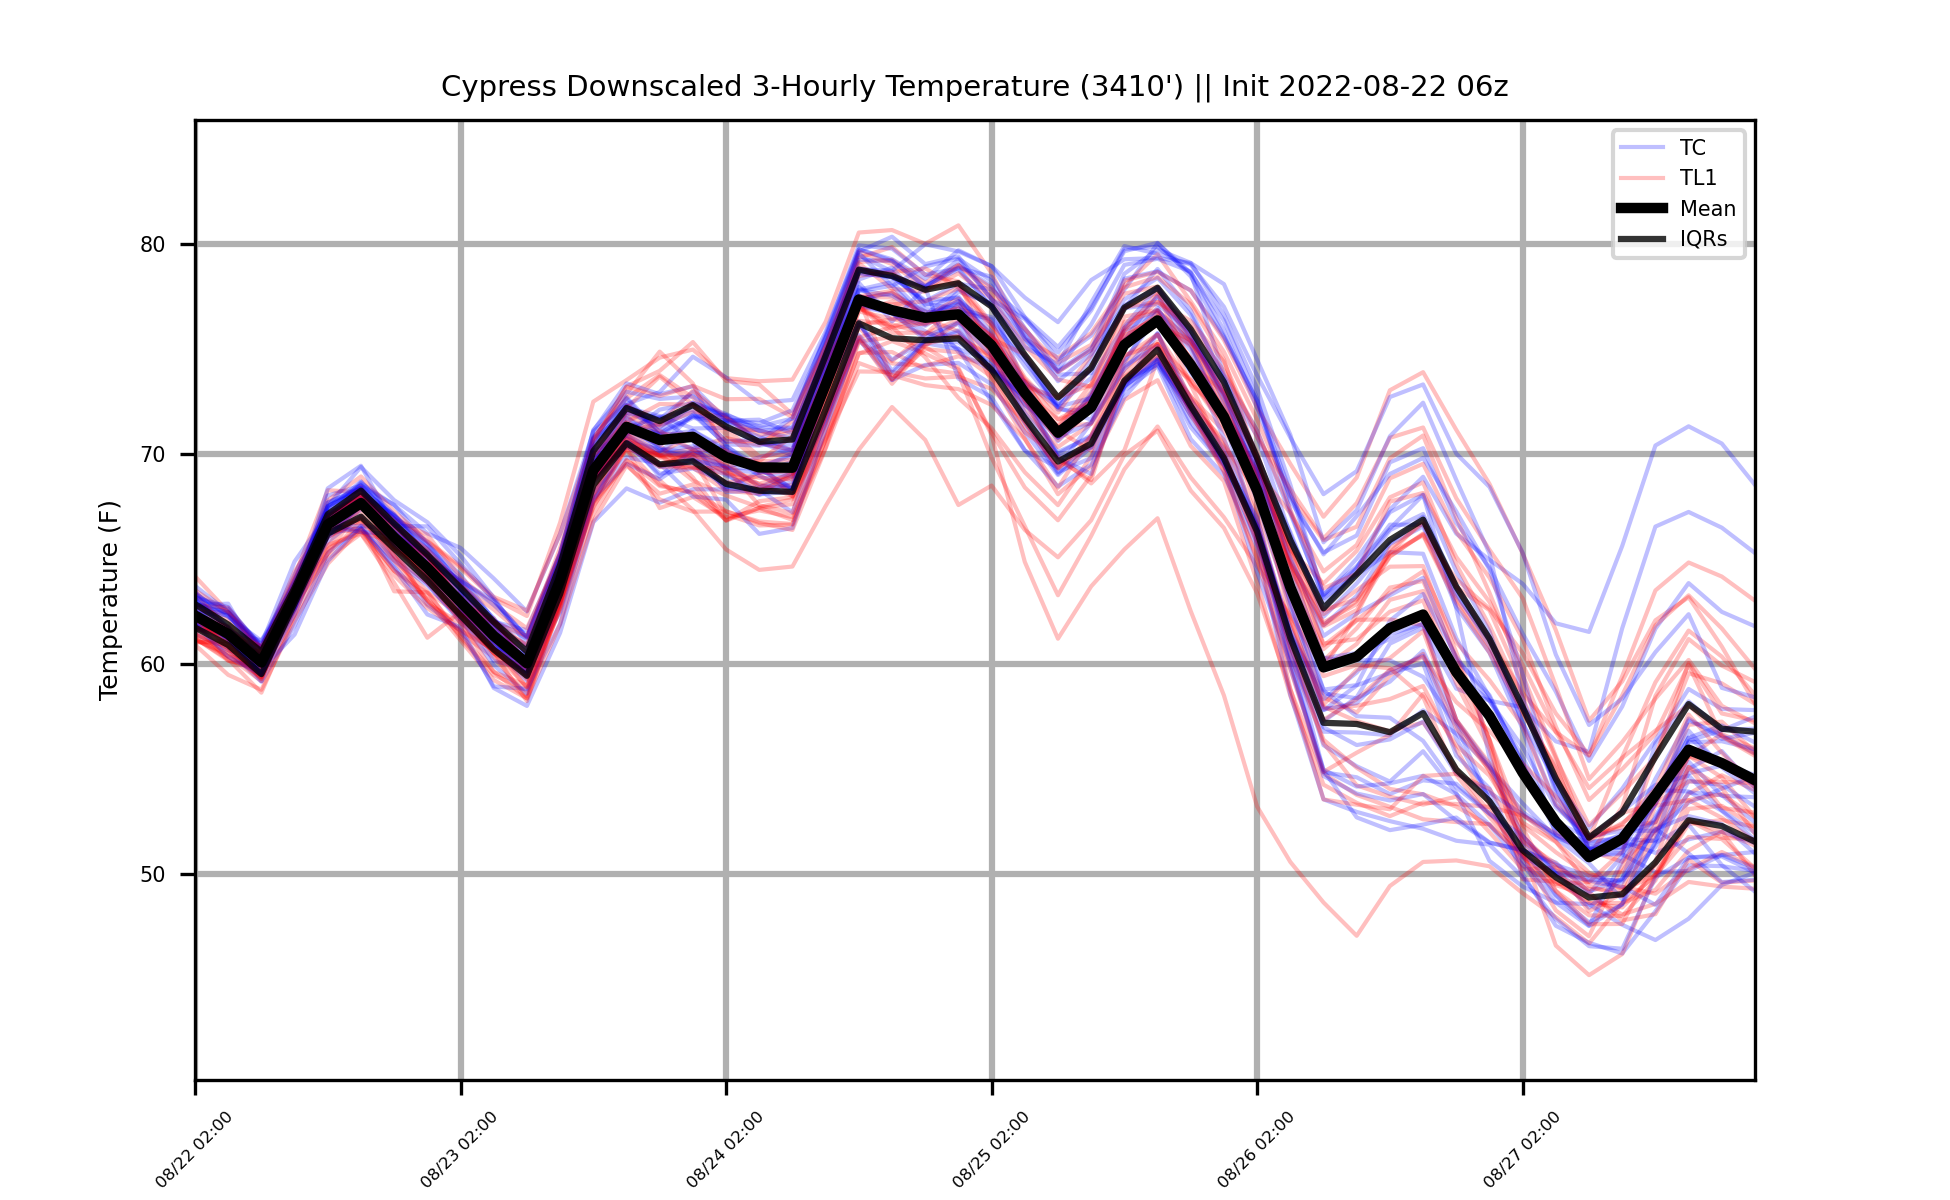 Cypress Downscaled 3-Hourly Temperature (3410') || Init 2022-08-22 06z
TC
TL1
Mean
IQRs
Temperature (F)
80
70
60
50
08/22 02:00
08/23 02:00
08/24 02:00
08/25 02:00
08/26 02:00
08/27 02:00